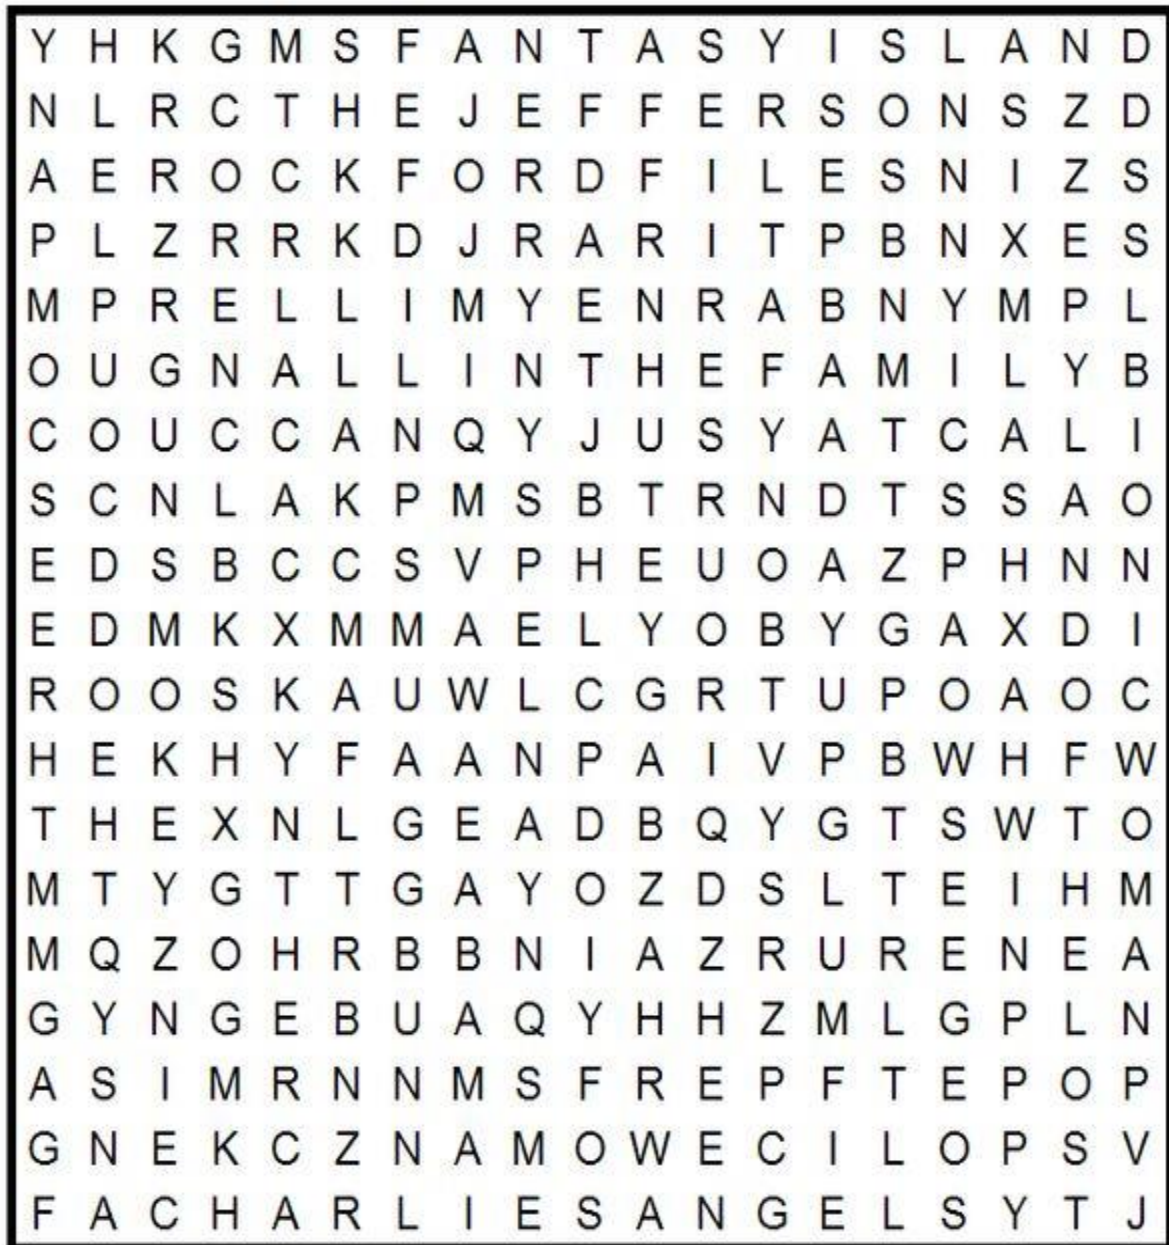 Y H K G M S F A N T A S Y I S L A N D
N L R C T H E J E F F E R S O N S Z D
A E R O C K F O R D F I L E S N I Z S
P L Z R R K D J R A R I T P B N X E S
M P R E L L I M Y E N R A B N Y M P L
O U G N A L L I N T H E F A M I L Y B
C O U C C A N Q Y J U S Y A T C A L I
S C N L A K P M S B T R N D T S S A O
E D S B C C S V P H E U O A Z P H N N
E D M K X M M A E L Y O B Y G A X D I
R O O S K A U W L C G R T U P O A O C
H E K H Y F A A N P A I V P B W H F W
T H E X N L G E A D B Q Y G T S W T O
M T Y G T T G A Y O Z D S L T E I H M
M Q Z O H R B B N I A Z R U R E N E A
G Y N G E B U A Q Y H H Z M L G P L N
A S I M R N N M S F R E P F T E P O P
G N E K C Z N A M O W E C I L O P S V
F A C H A R L I E S A N G E L S Y T J